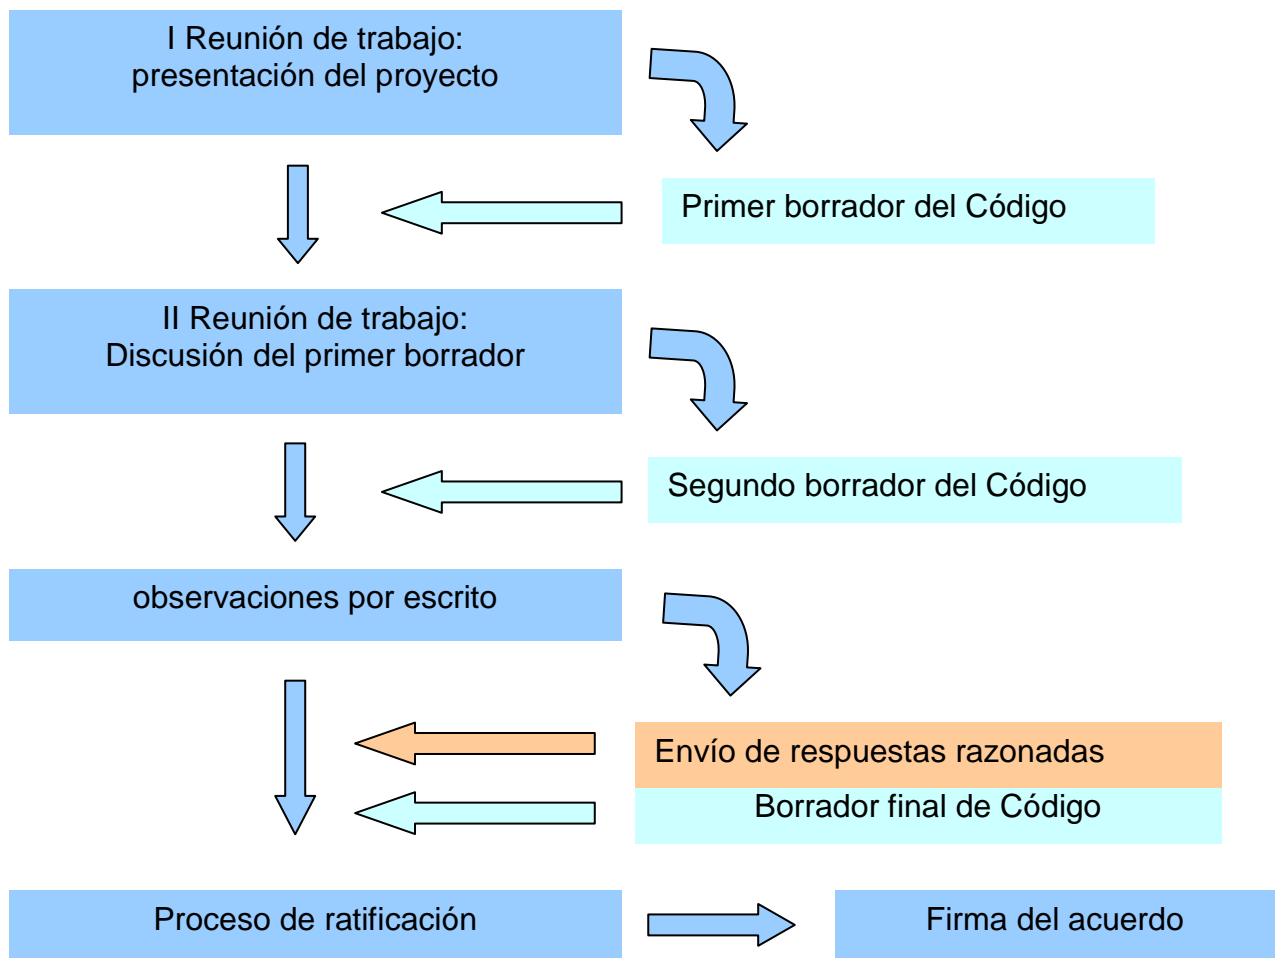 I Reunión de trabajo:
presentación del proyecto
Primer borrador del Código
II Reunión de trabajo:
Discusión del primer borrador
Segundo borrador del Código
observaciones por escrito
Envío de respuestas razonadas
Borrador final de Código
Proceso de ratificación
Firma del acuerdo